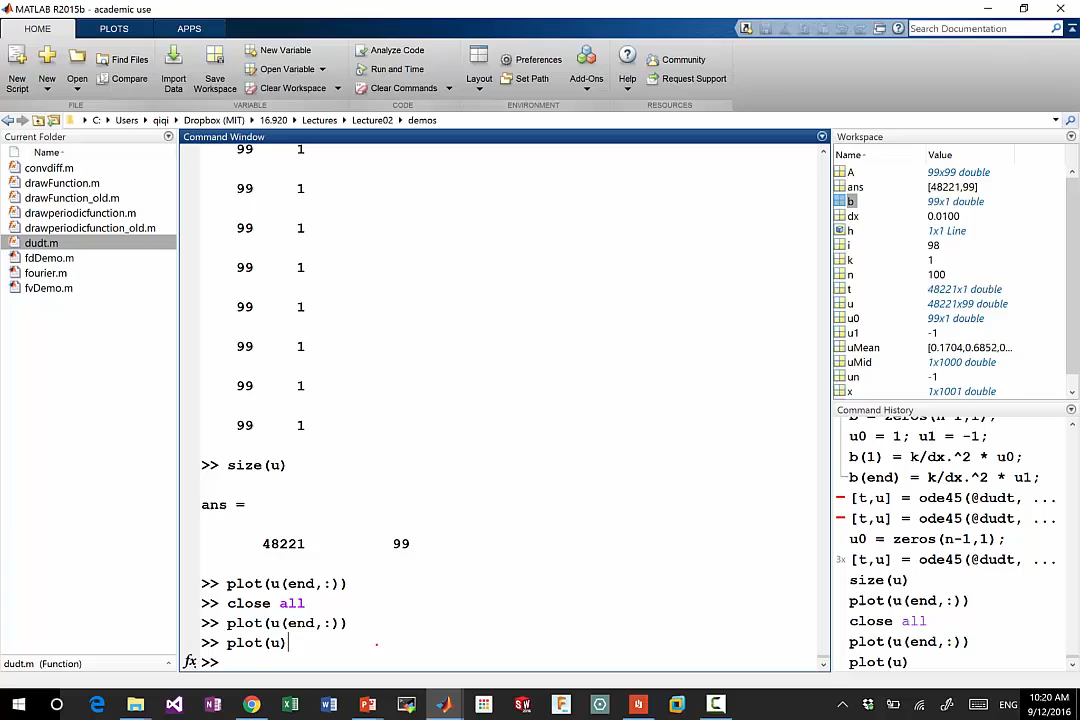 MATLAB R2015b - academic use
HOME PLOTS APPS
Search Documentation
New Script
New
Open
Find Files
Compare
Import Data
Save Workspace
New Variable
Open Variable
Clear Workspace
Analyze Code
Run and Time
Clear Commands
Layout
Preferences
Set Path
Add-Ons
Help
Community
Request Support
FILE VARIABLE CODE ENVIRONMENT RESOURCES
C: Users qiqi Dropbox (MIT) 16.920 Lectures Lecture02 demos
Current Folder
Name
convdiff.m
drawFunction.m
drawFunction_old.m
drawperiodicfunction.m
drawperiodicfunction_old.m
dudt.m
fdDemo.m
fourier.m
fvDemo.m
dudt.m (Function)
Command Window
99 1
99 1
99 1
99 1
99 1
99 1
99 1
99 1
>> size(u)
ans =
48221 99
>> plot(u(end,:))
>> close all
>> plot(u(end,:))
>> plot(u)
fx >>
Workspace
Name Value
A 99x99 double
ans [48221,99]
b 99x1 double
dx 0.0100
h 1x1 Line
i 98
k 1
n 100
t 48221x1 double
u 48221x99 double
u0 99x1 double
u1 -1
uMean [0.1704,0.6852,0...
uMid 1x1000 double
un -1
x 1x1001 double
Command History
b = zeros(n-1,1);
u0 = 1; u1 = -1;
b(1) = k/dx.^2 * u0;
b(end) = k/dx.^2 * u1;
[t,u] = ode45(@dudt, ...
[t,u] = ode45(@dudt, ...
u0 = zeros(n-1,1);
3x [t,u] = ode45(@dudt, ...
size(u)
plot(u(end,:))
close all
plot(u(end,:))
plot(u)
ENG
10:20 AM
9/12/2016